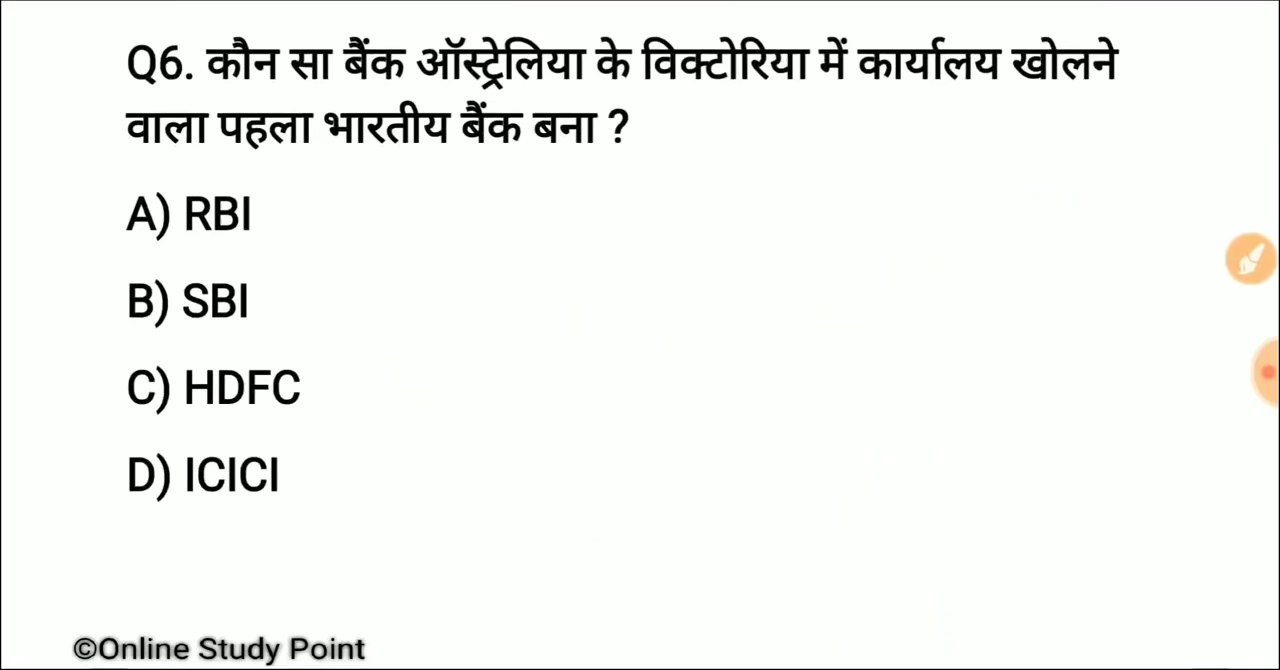 Q6. कौन सा बैंक ऑस्ट्रेलिया के विक्टोरिया में कार्यालय खोलने
वाला पहला भारतीय बैंक बना ?
A) RBI
B) SBI
C) HDFC
D) ICICI
©Online Study Point